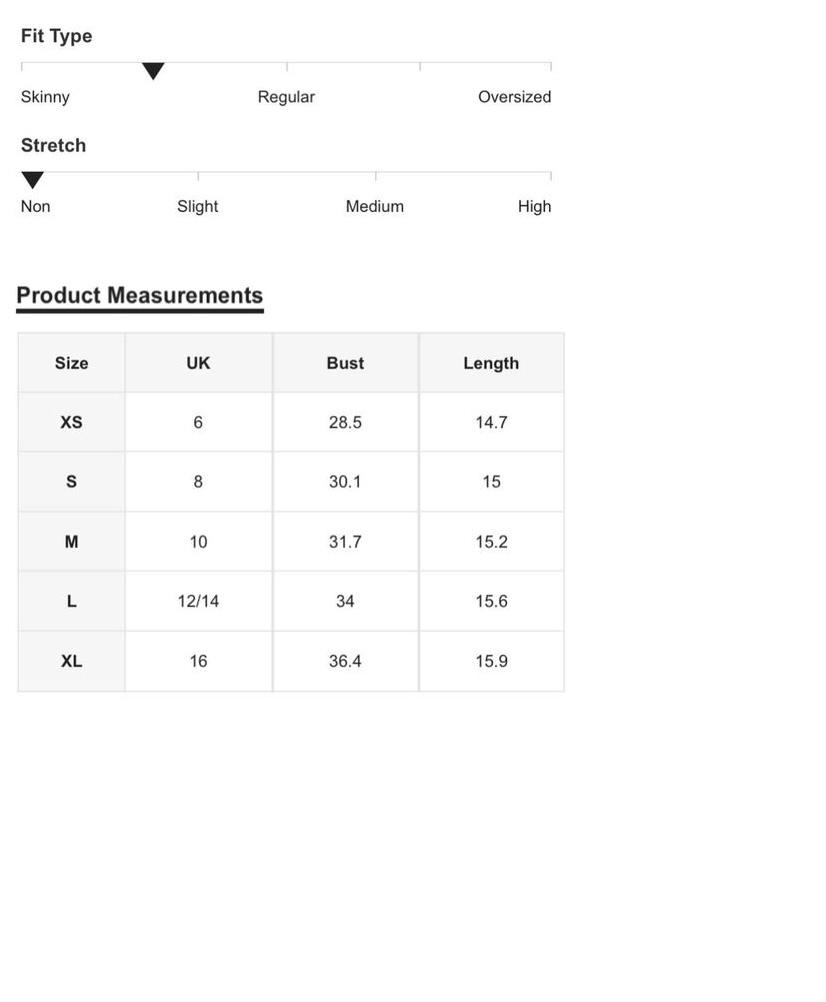 Fit Type
Skinny Regular Oversized
Stretch
Non Slight Medium High
Product Measurements
Size UK Bust Length
XS 6 28.5 14.7
S 8 30.1 15
M 10 31.7 15.2
L 12/14 34 15.6
XL 16 36.4 15.9